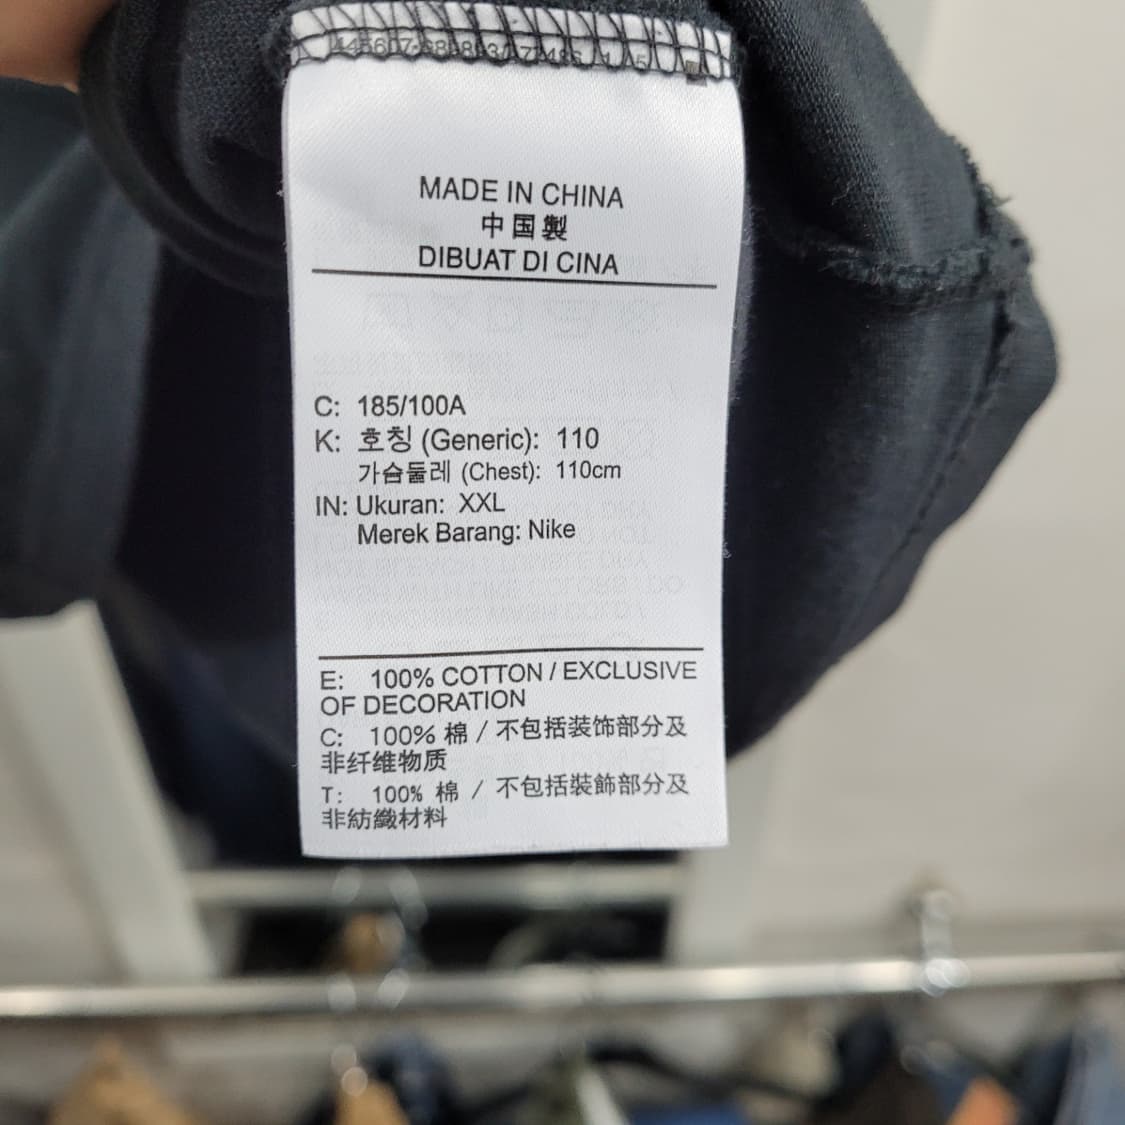 MADE IN CHINA
中国製
DIBUAT DI CINA
C: 185/100A
K: 호칭 (Generic): 110
가슴둘레 (Chest): 110cm
IN: Ukuran: XXL
Merek Barang: Nike
E: 100% COTTON / EXCLUSIVE
OF DECORATION
C: 100% 棉 / 不包括装饰部分及
非纤维物质
T: 100% 棉 / 不包括裝飾部分及
非紡織材料